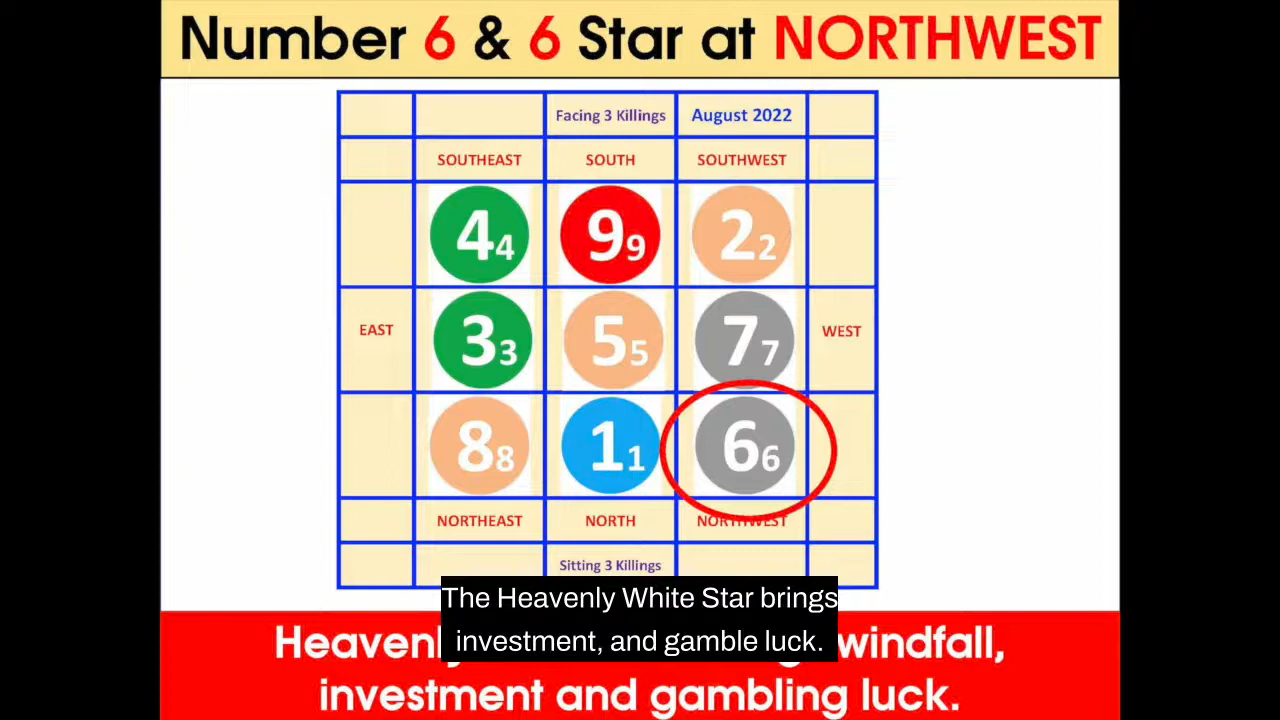 Number 6 & 6 Star at NORTHWEST
Facing 3 Killings August 2022
SOUTHEAST SOUTH SOUTHWEST
44 99 22
EAST 33 55 77 WEST
88 11 66
NORTHEAST NORTH NORTHWEST
Sitting 3 Killings
The Heavenly White Star brings
investment, and gamble luck.
windfall,
investment and gambling luck.